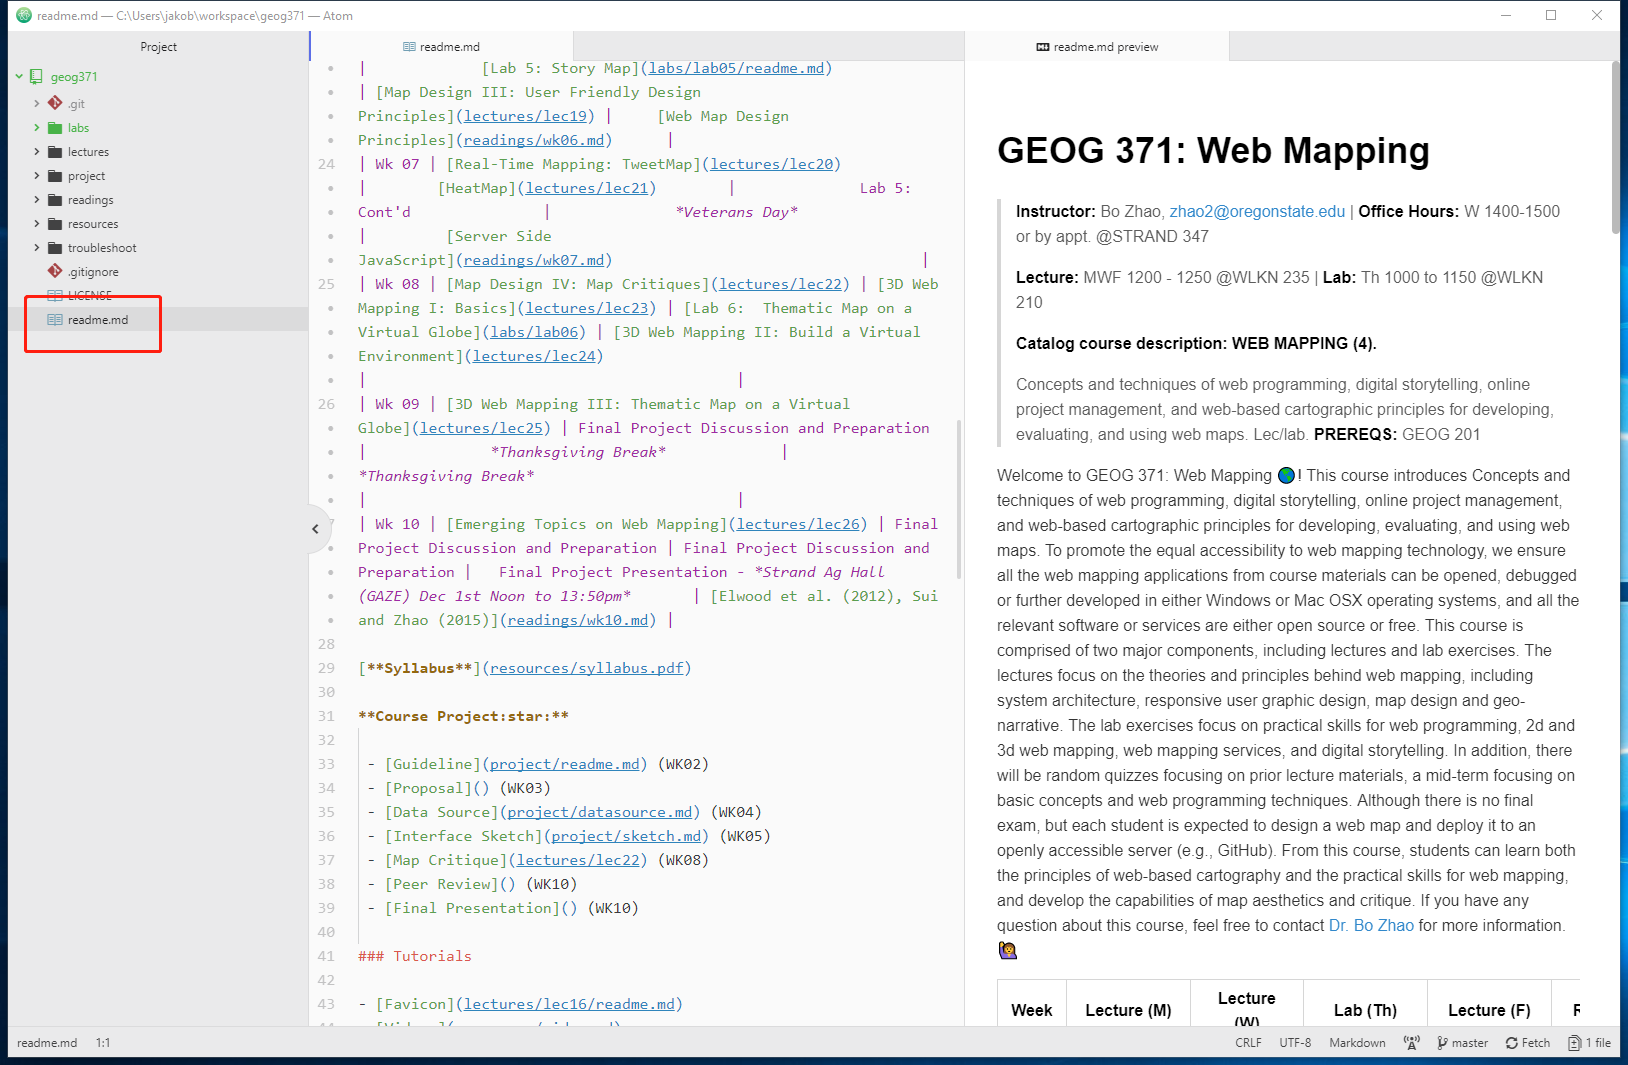 readme.md — C:\Users\jakob\workspace\geog371 — Atom
Project
geog371
.git
labs
lectures
project
readings
resources
troubleshoot
.gitignore
LICENSE
readme.md
readme.md
| [Lab 5: Story Map](labs/lab05/readme.md)
| [Map Design III: User Friendly Design
Principles](lectures/lec19) | [Web Map Design
Principles](readings/wk06.md) |
24 | Wk 07 | [Real-Time Mapping: TweetMap](lectures/lec20)
| [HeatMap](lectures/lec21) | Lab 5:
Cont'd | *Veterans Day*
| [Server Side
JavaScript](readings/wk07.md) |
25 | Wk 08 | [Map Design IV: Map Critiques](lectures/lec22) | [3D Web
Mapping I: Basics](lectures/lec23) | [Lab 6: Thematic Map on a
Virtual Globe](labs/lab06) | [3D Web Mapping II: Build a Virtual
Environment](lectures/lec24)
| |
26 | Wk 09 | [3D Web Mapping III: Thematic Map on a Virtual
Globe](lectures/lec25) | Final Project Discussion and Preparation
| *Thanksgiving Break* |
*Thanksgiving Break*
| |
7 | Wk 10 | [Emerging Topics on Web Mapping](lectures/lec26) | Final
Project Discussion and Preparation | Final Project Discussion and
Preparation | Final Project Presentation - *Strand Ag Hall
(GAZE) Dec 1st Noon to 13:50pm* | [Elwood et al. (2012), Sui
and Zhao (2015)](readings/wk10.md) |
28
29 [**Syllabus**](resources/syllabus.pdf)
30
31 **Course Project:star:**
32
33 - [Guideline](project/readme.md) (WK02)
34 - [Proposal]() (WK03)
35 - [Data Source](project/datasource.md) (WK04)
36 - [Interface Sketch](project/sketch.md) (WK05)
37 - [Map Critique](lectures/lec22) (WK08)
38 - [Peer Review]() (WK10)
39 - [Final Presentation]() (WK10)
40
41 ### Tutorials
42
43 - [Favicon](lectures/lec16/readme.md)
readme.md preview
GEOG 371: Web Mapping
Instructor: Bo Zhao, zhao2@oregonstate.edu | Office Hours: W 1400-1500
or by appt. @STRAND 347
Lecture: MWF 1200 - 1250 @WLKN 235 | Lab: Th 1000 to 1150 @WLKN
210
Catalog course description: WEB MAPPING (4).
Concepts and techniques of web programming, digital storytelling, online
project management, and web-based cartographic principles for developing,
evaluating, and using web maps. Lec/lab. PREREQS: GEOG 201
Welcome to GEOG 371: Web Mapping 🌏! This course introduces Concepts and
techniques of web programming, digital storytelling, online project management,
and web-based cartographic principles for developing, evaluating, and using web
maps. To promote the equal accessibility to web mapping technology, we ensure
all the web mapping applications from course materials can be opened, debugged
or further developed in either Windows or Mac OSX operating systems, and all the
relevant software or services are either open source or free. This course is
comprised of two major components, including lectures and lab exercises. The
lectures focus on the theories and principles behind web mapping, including
system architecture, responsive user graphic design, map design and geo-
narrative. The lab exercises focus on practical skills for web programming, 2d and
3d web mapping, web mapping services, and digital storytelling. In addition, there
will be random quizzes focusing on prior lecture materials, a mid-term focusing on
basic concepts and web programming techniques. Although there is no final
exam, but each student is expected to design a web map and deploy it to an
openly accessible server (e.g., GitHub). From this course, students can learn both
the principles of web-based cartography and the practical skills for web mapping,
and develop the capabilities of map aesthetics and critique. If you have any
question about this course, feel free to contact Dr. Bo Zhao for more information.
🙋
Week Lecture (M) Lecture (W) Lab (Th) Lecture (F)
readme.md 1:1
CRLF UTF-8 Markdown master Fetch 1 file